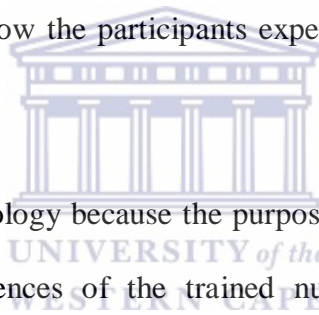 ow the participants expe
ology because the purpos
UNIVERSITY of the
ences of the trained nu
WESTERN CAPE